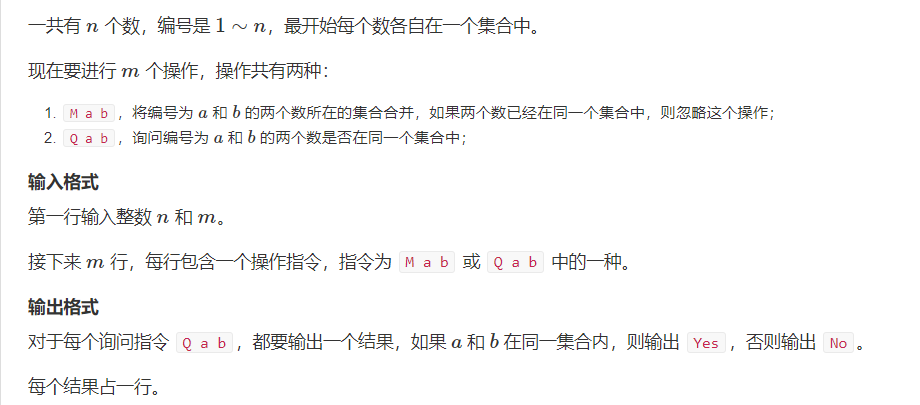 一共有 n 个数，编号是 1 ∼ n，最开始每个数各自在一个集合中。
现在要进行 m 个操作，操作共有两种：
1. M a b ，将编号为 a 和 b 的两个数所在的集合合并，如果两个数已经在同一个集合中，则忽略这个操作；
2. Q a b ，询问编号为 a 和 b 的两个数是否在同一个集合中；
输入格式
第一行输入整数 n 和 m。
接下来 m 行，每行包含一个操作指令，指令为 M a b 或 Q a b 中的一种。
输出格式
对于每个询问指令 Q a b ，都要输出一个结果，如果 a 和 b 在同一集合内，则输出 Yes ，否则输出 No 。
每个结果占一行。